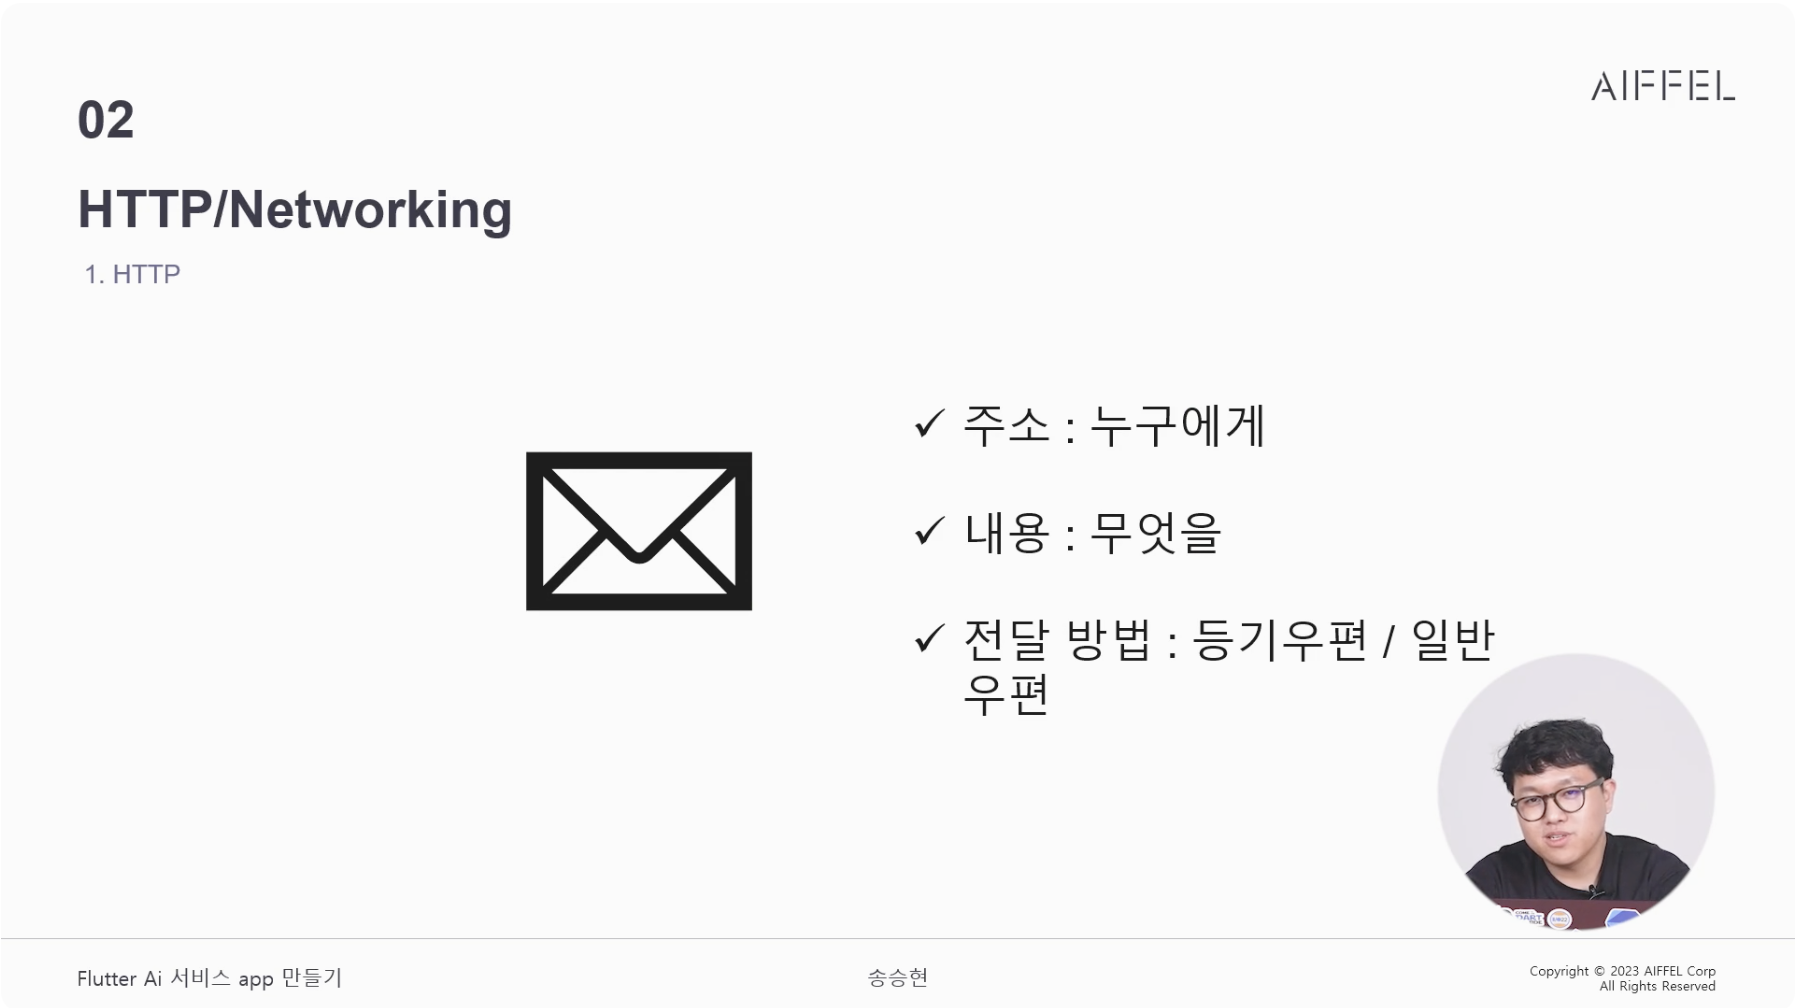 AIFFEL
02
HTTP/Networking
1. HTTP
✓ 주소 : 누구에게
✓ 내용 : 무엇을
✓ 전달 방법 : 등기우편 / 일반
우편
Flutter Ai 서비스 app 만들기
송승현
Copyright © 2023 AIFFEL Corp
All Rights Reserved